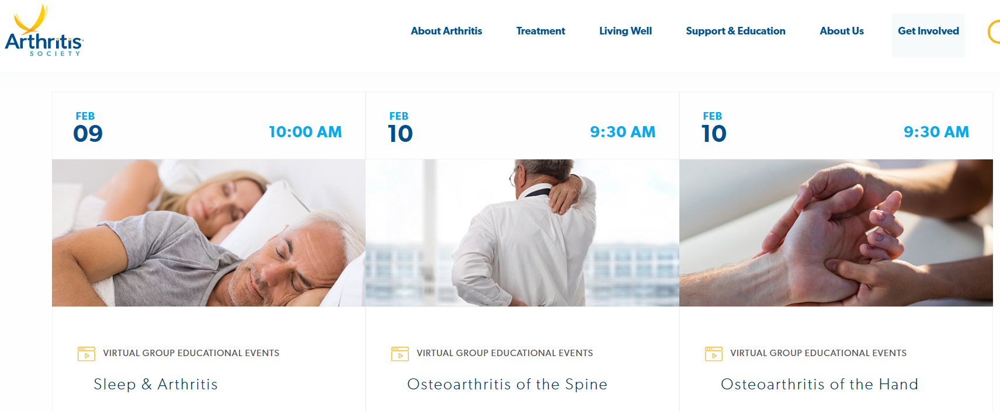 Arthritis
SOCIETY
About Arthritis
Treatment
Living Well
Support & Education
About Us
Get Involved
FEB
09
10:00 AM
VIRTUAL GROUP EDUCATIONAL EVENTS
Sleep & Arthritis
FEB
10
9:30 AM
VIRTUAL GROUP EDUCATIONAL EVENTS
Osteoarthritis of the Spine
FEB
10
9:30 AM
VIRTUAL GROUP EDUCATIONAL EVENTS
Osteoarthritis of the Hand